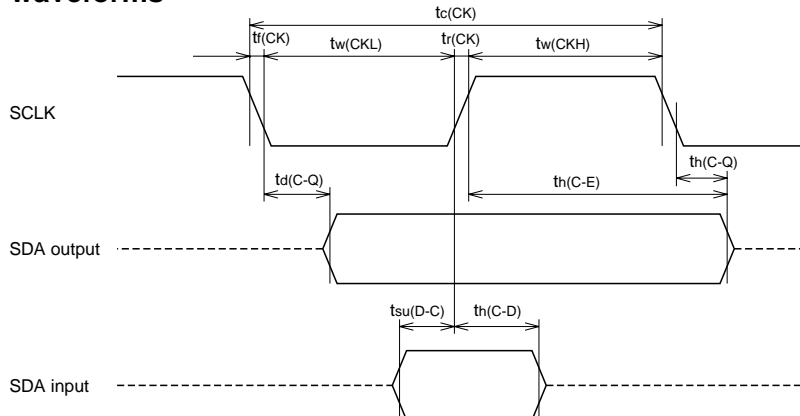 tc(CK)
tf(CK) tw(CKL) tr(CK) tw(CKH)
SCLK
td(C-Q) th(C-E) th(C-Q)
SDA output
tsu(D-C) th(C-D)
SDA input